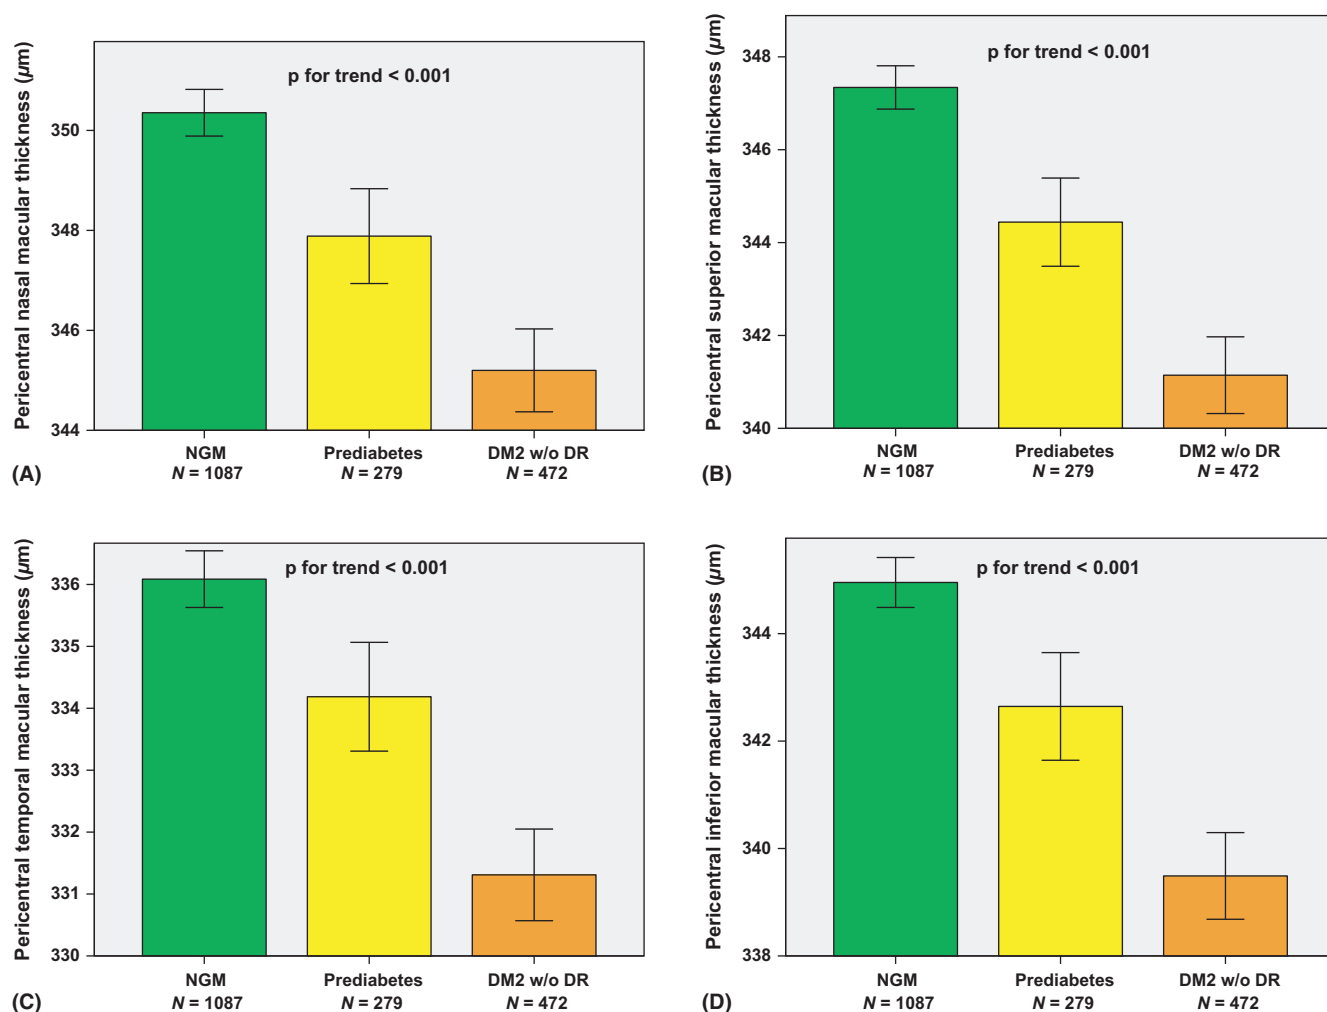 Pericentral nasal macular thickness (µm)
p for trend < 0.001
350
348
346
344
NGM
N = 1087
Prediabetes
N = 279
DM2 w/o DR
N = 472
(A)
Pericentral superior macular thickness (µm)
p for trend < 0.001
348
346
344
342
340
NGM
N = 1087
Prediabetes
N = 279
DM2 w/o DR
N = 472
(B)
Pericentral temporal macular thickness (µm)
p for trend < 0.001
336
335
334
333
332
331
330
NGM
N = 1087
Prediabetes
N = 279
DM2 w/o DR
N = 472
(C)
Pericentral inferior macular thickness (µm)
p for trend < 0.001
344
342
340
338
NGM
N = 1087
Prediabetes
N = 279
DM2 w/o DR
N = 472
(D)